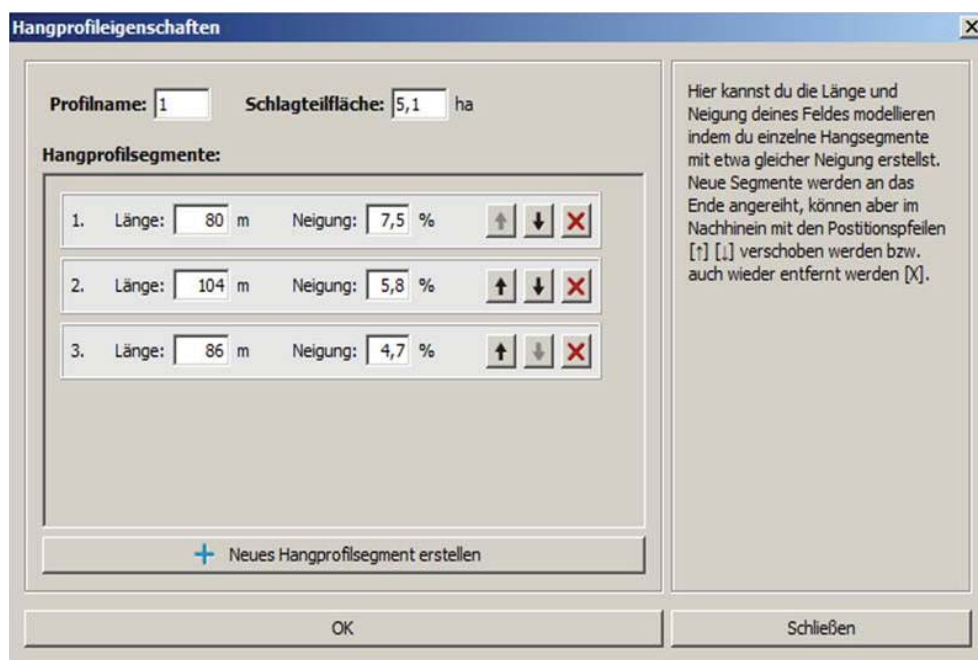 Hangprofileigenschaften
Profilname: 1 Schlagteilfläche: 5,1 ha
Hangprofilsegmente:
1. Länge: 80 m Neigung: 7,5 %
2. Länge: 104 m Neigung: 5,8 %
3. Länge: 86 m Neigung: 4,7 %
Neues Hangprofilsegment erstellen
Hier kannst du die Länge und
Neigung deines Feldes modellieren
indem du einzelne Hangsegmente
mit etwa gleicher Neigung erstellst.
Neue Segmente werden an das
Ende angereiht, können aber im
Nachhinein mit den Postitionspfeilen
[↑] [↓] verschoben werden bzw.
auch wieder entfernt werden [X].
OK
Schließen